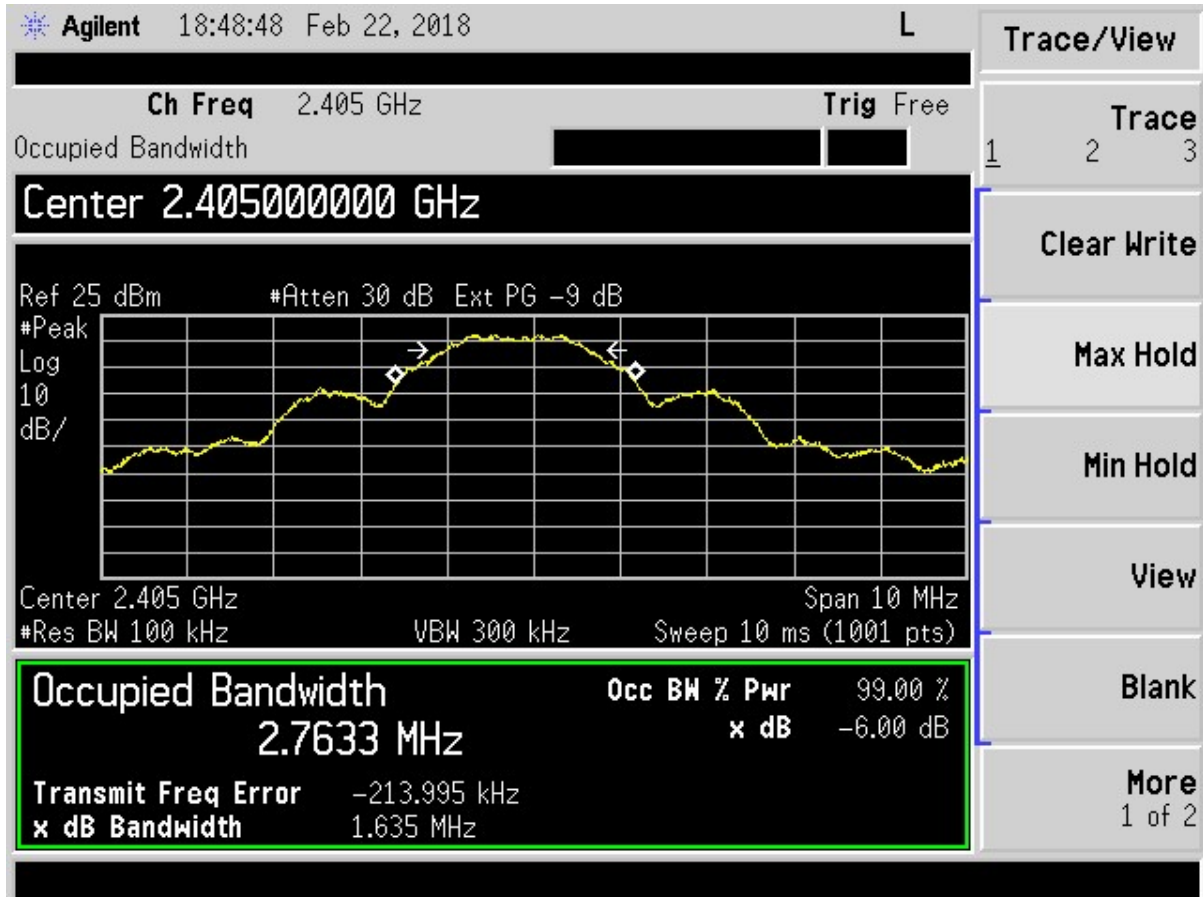 Agilent 18:48:48 Feb 22, 2018 L
Trace/View
Ch Freq 2.405 GHz Trig Free
Occupied Bandwidth
Trace
1 2 3
Center 2.405000000 GHz
Clear Write
Ref 25 dBm #Atten 30 dB Ext PG −9 dB
#Peak
Log
10
dB/
Max Hold
Min Hold
View
Center 2.405 GHz Span 10 MHz
#Res BW 100 kHz VBW 300 kHz Sweep 10 ms (1001 pts)
Occupied Bandwidth Occ BW % Pwr 99.00 %
2.7633 MHz x dB −6.00 dB
Blank
Transmit Freq Error −213.995 kHz
x dB Bandwidth 1.635 MHz
More
1 of 2